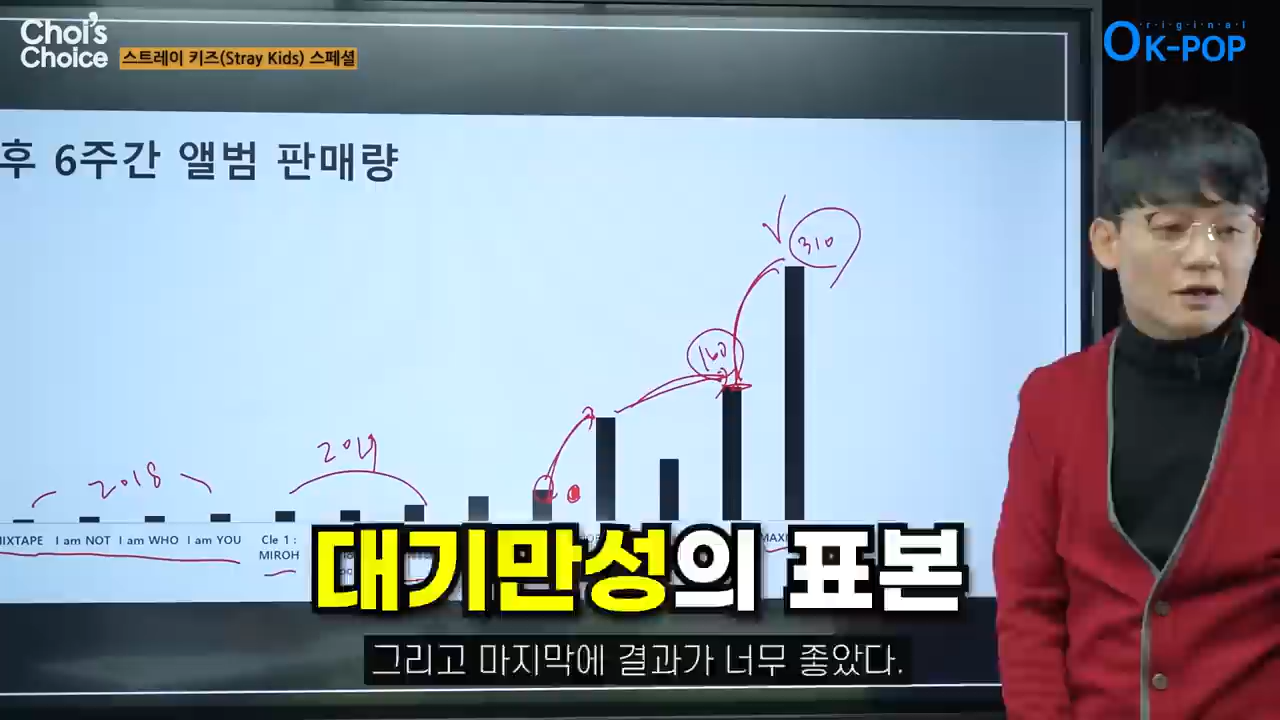 Choi's
Choice
스트레이 키즈(Stray Kids) 스페셜
original
OK-POP
후 6주간 앨범 판매량
310
160
2019
2018
MIXTAPE I am NOT I am WHO I am YOU
Cle 1 :
MIROH
대기만성의 표본
그리고 마지막에 결과가 너무 좋았다.